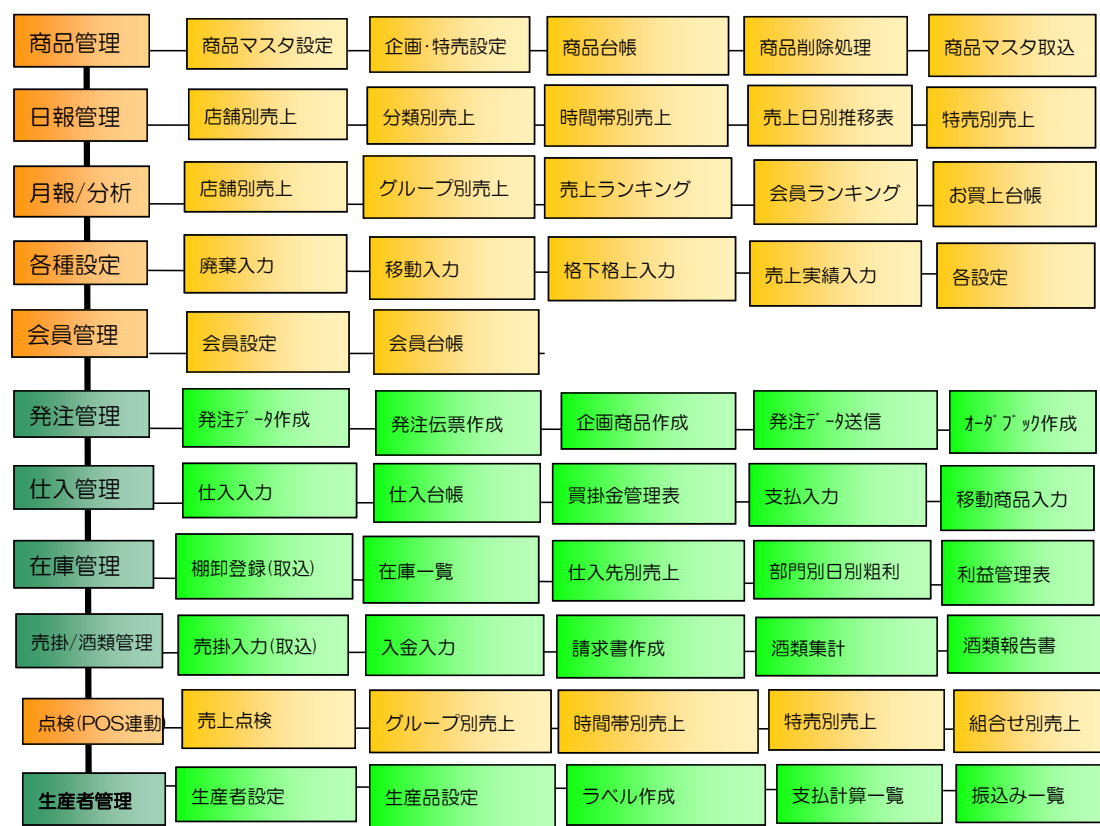 商品管理
商品マスタ設定
企画・特売設定
商品台帳
商品削除処理
商品マスタ取込
日報管理
店舗別売上
分類別売上
時間帯別売上
売上日別推移表
特売別売上
月報/分析
店舗別売上
グループ別売上
売上ランキング
会員ランキング
お買上台帳
各種設定
廃棄入力
移動入力
格下格上入力
売上実績入力
各設定
会員管理
会員設定
会員台帳
発注管理
発注ﾃﾞｰﾀ作成
発注伝票作成
企画商品作成
発注ﾃﾞｰﾀ送信
ｵｰﾀﾞﾌﾞｯｸ作成
仕入管理
仕入入力
仕入台帳
買掛金管理表
支払入力
移動商品入力
在庫管理
棚卸登録(取込)
在庫一覧
仕入先別売上
部門別日別粗利
利益管理表
売掛/酒類管理
売掛入力(取込)
入金入力
請求書作成
酒類集計
酒類報告書
点検(POS連動)
売上点検
グループ別売上
時間帯別売上
特売別売上
組合せ別売上
生産者管理
生産者設定
生産品設定
ラベル作成
支払計算一覧
振込み一覧